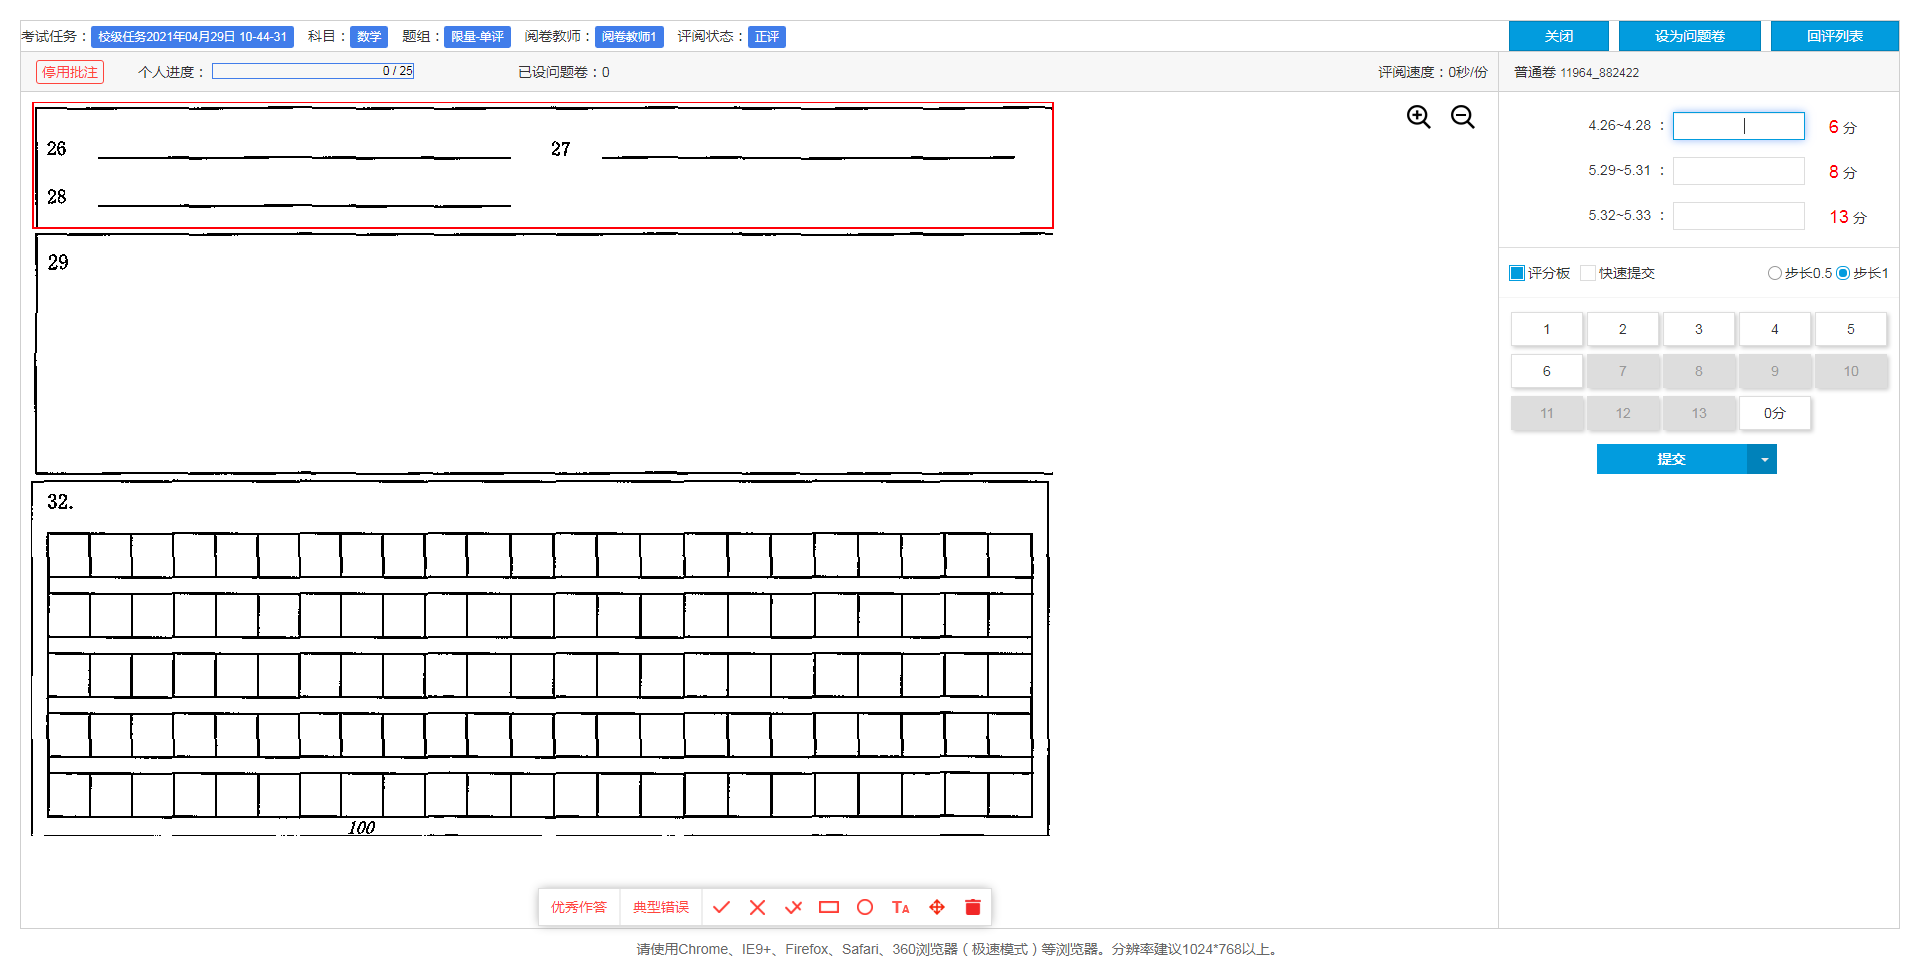 考试任务： 校级任务2021年04月29日 10-44-31 科目： 数学 题组： 限量-单评 阅卷教师： 阅卷教师1 评阅状态： 正评 关闭 设为问题卷 回评列表
停用批注 个人进度： 0 / 25 已设问题卷：0 评阅速度：0秒/份 普通卷 11964_882422
26 27
28
29
32.
100
4.26~4.28 ： 6 分
5.29~5.31 ： 8 分
5.32~5.33 ： 13 分
评分板 快速提交 步长0.5 步长1
1 2 3 4 5
6 7 8 9 10
11 12 13 0分
提交
优秀作答 典型错误 TA
请使用Chrome、IE9+、Firefox、Safari、360浏览器（极速模式）等浏览器。分辨率建议1024*768以上。